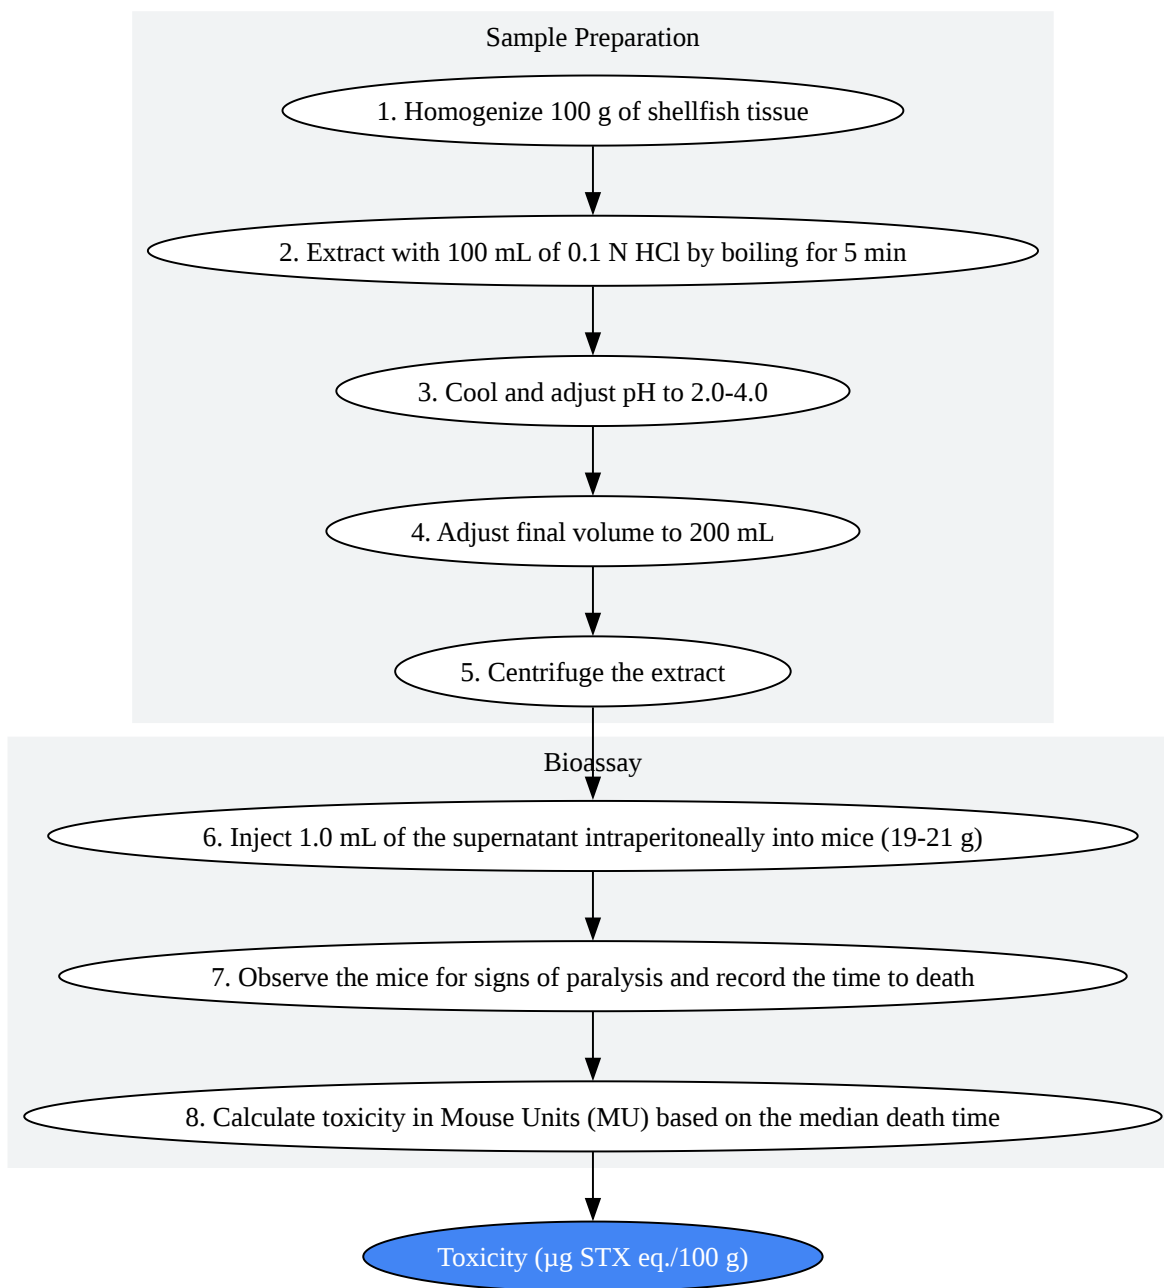 Sample Preparation
1. Homogenize 100 g of shellfish tissue
2. Extract with 100 mL of 0.1 N HCl by boiling for 5 min
3. Cool and adjust pH to 2.0-4.0
4. Adjust final volume to 200 mL
5. Centrifuge the extract
Bioassay
6. Inject 1.0 mL of the supernatant intraperitoneally into mice (19-21 g)
7. Observe the mice for signs of paralysis and record the time to death
8. Calculate toxicity in Mouse Units (MU) based on the median death time
Toxicity (µg STX eq./100 g)